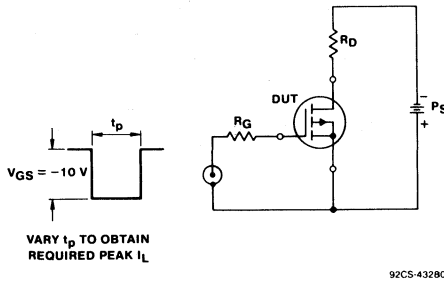 R_D
DUT
R_G
P_S
−
+
t_p
V_GS = −10 V
VARY t_p TO OBTAIN
REQUIRED PEAK I_L
92CS-43280